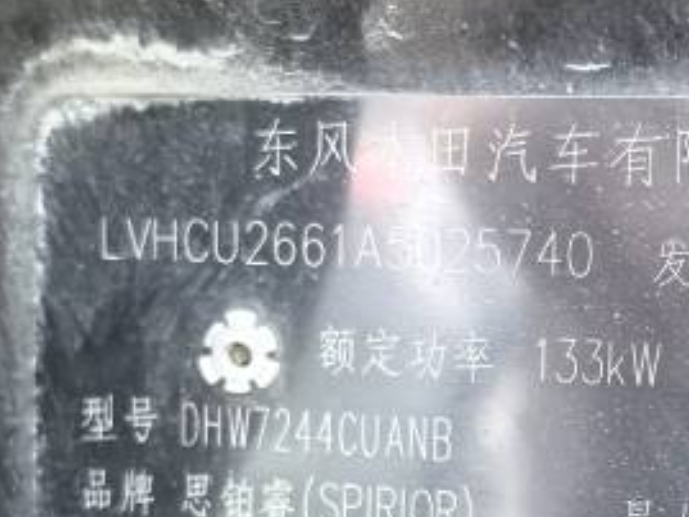 东风本田汽车有
LVHCU2661A5025740 发
额定功率 133kW
型号 DHW7244CUANB
品牌 思铂睿(SPIRIOR)